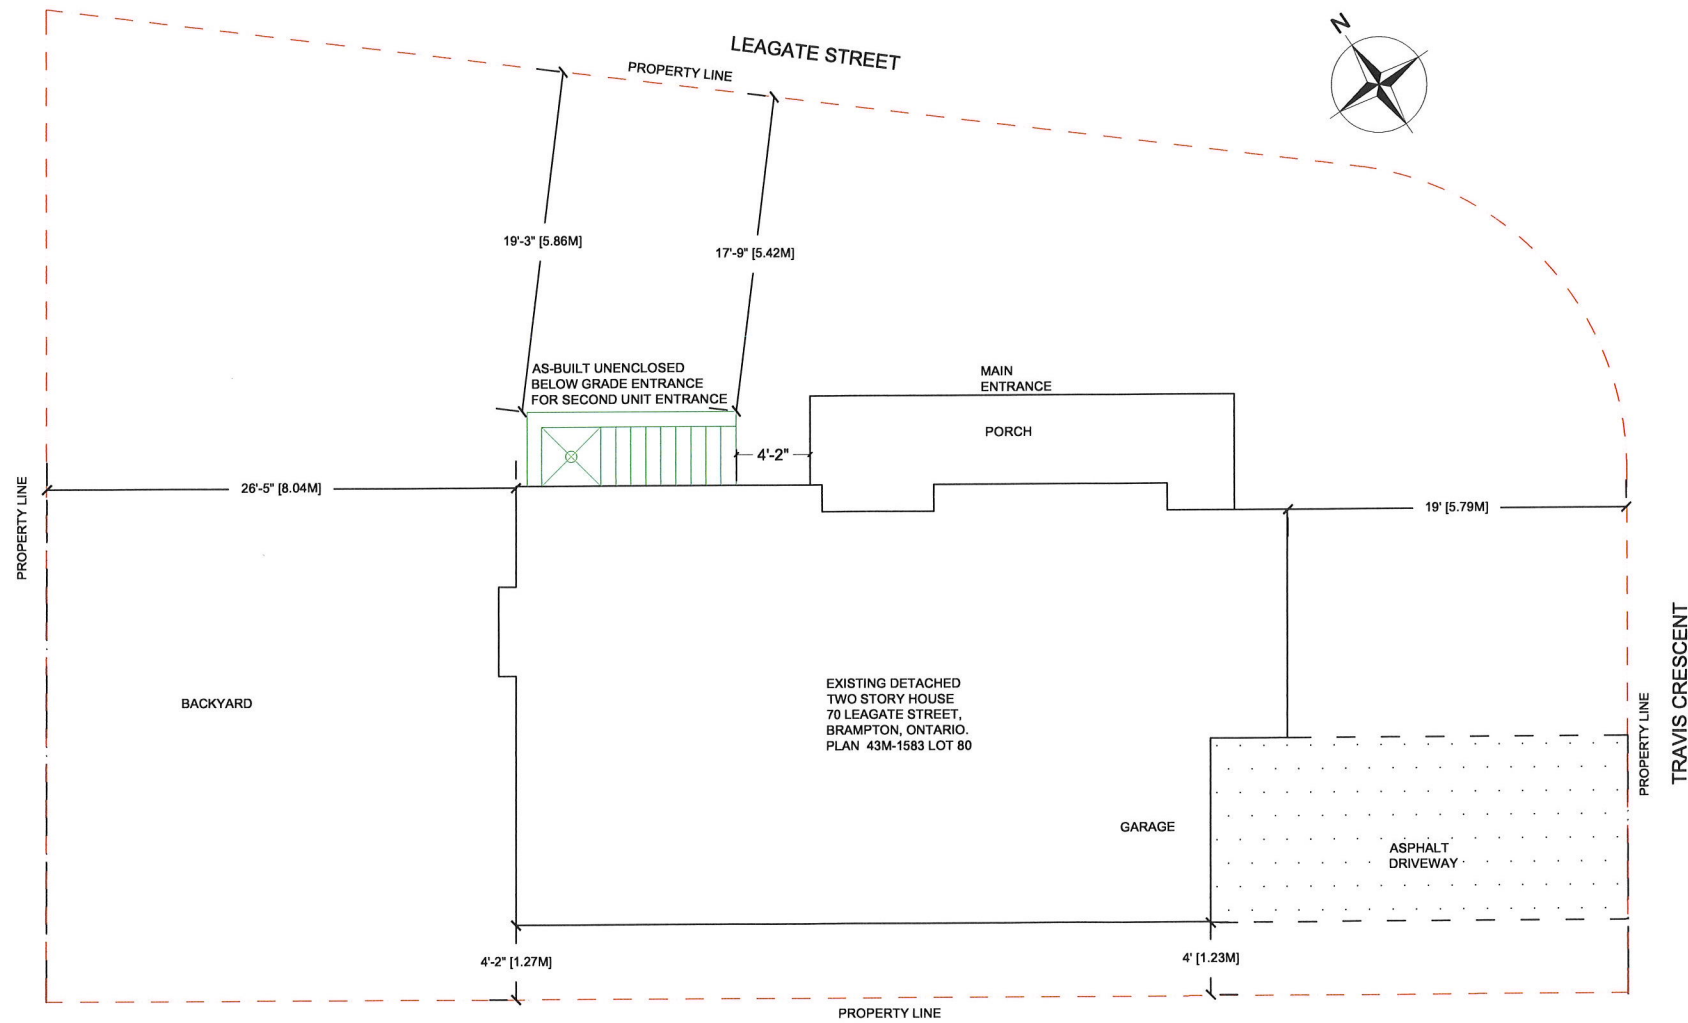 N
LEAGATE STREET
PROPERTY LINE
19'-3" [5.86M]
17'-9" [5.42M]
AS-BUILT UNENCLOSED
BELOW GRADE ENTRANCE
FOR SECOND UNIT ENTRANCE
MAIN
ENTRANCE
PORCH
4'-2"
26'-5" [8.04M]
19' [5.79M]
PROPERTY LINE
BACKYARD
EXISTING DETACHED
TWO STORY HOUSE
70 LEAGATE STREET,
BRAMPTON, ONTARIO.
PLAN 43M-1583 LOT 80
PROPERTY LINE
TRAVIS CRESCENT
GARAGE
ASPHALT
DRIVEWAY
4'-2" [1.27M]
4' [1.23M]
PROPERTY LINE